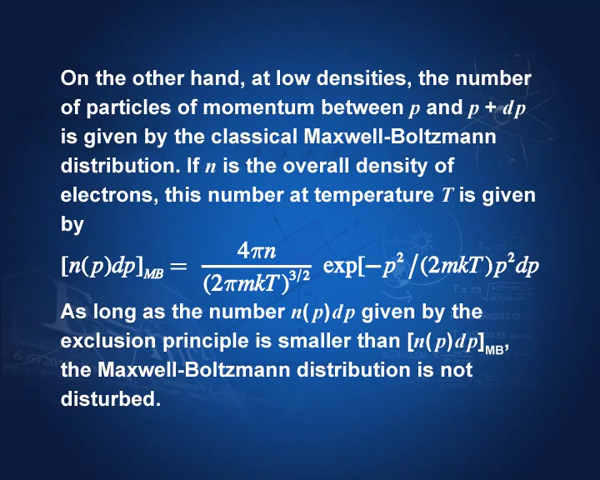 On the other hand, at low densities, the number
of particles of momentum between p and p + dp
is given by the classical Maxwell-Boltzmann
distribution. If n is the overall density of
electrons, this number at temperature T is given
by
[n(p)dp]_MB = 4πn / (2πmkT)^3/2 exp[−p²/(2mkT)p²dp
As long as the number n(p)dp given by the
exclusion principle is smaller than [n(p)dp]_MB,
the Maxwell-Boltzmann distribution is not
disturbed.